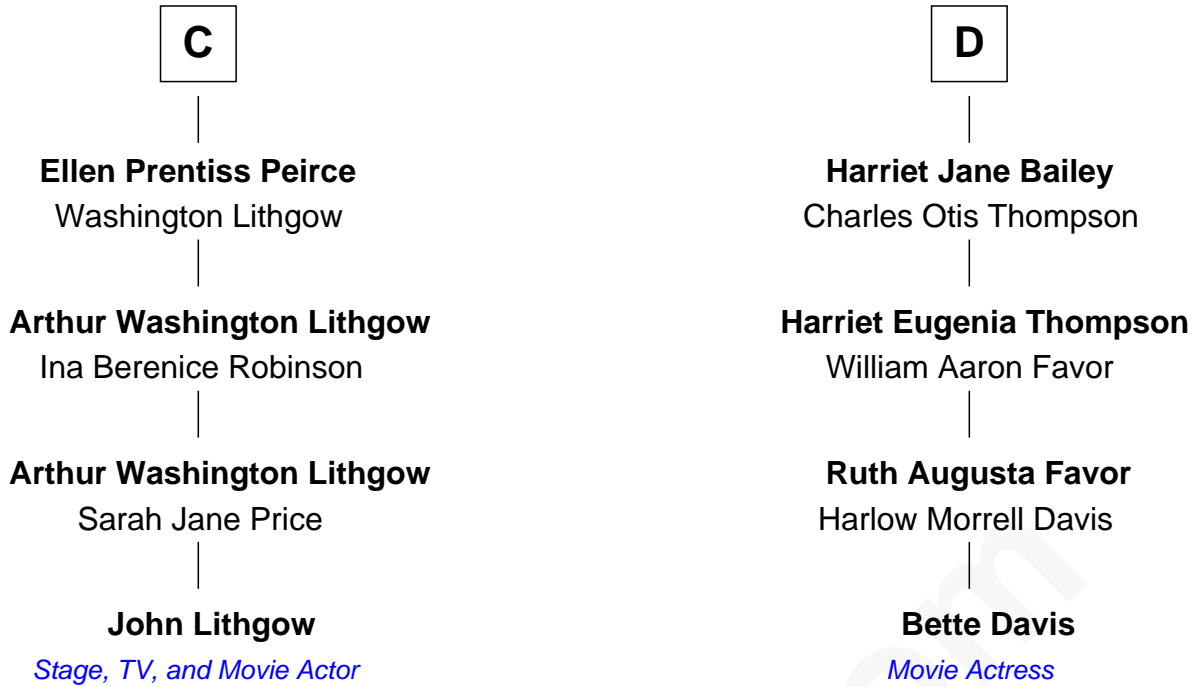 C
Ellen Prentiss Peirce
Washington Lithgow
Arthur Washington Lithgow
Ina Berenice Robinson
Arthur Washington Lithgow
Sarah Jane Price
John Lithgow
Stage, TV, and Movie Actor
D
Harriet Jane Bailey
Charles Otis Thompson
Harriet Eugenia Thompson
William Aaron Favor
Ruth Augusta Favor
Harlow Morrell Davis
Bette Davis
Movie Actress